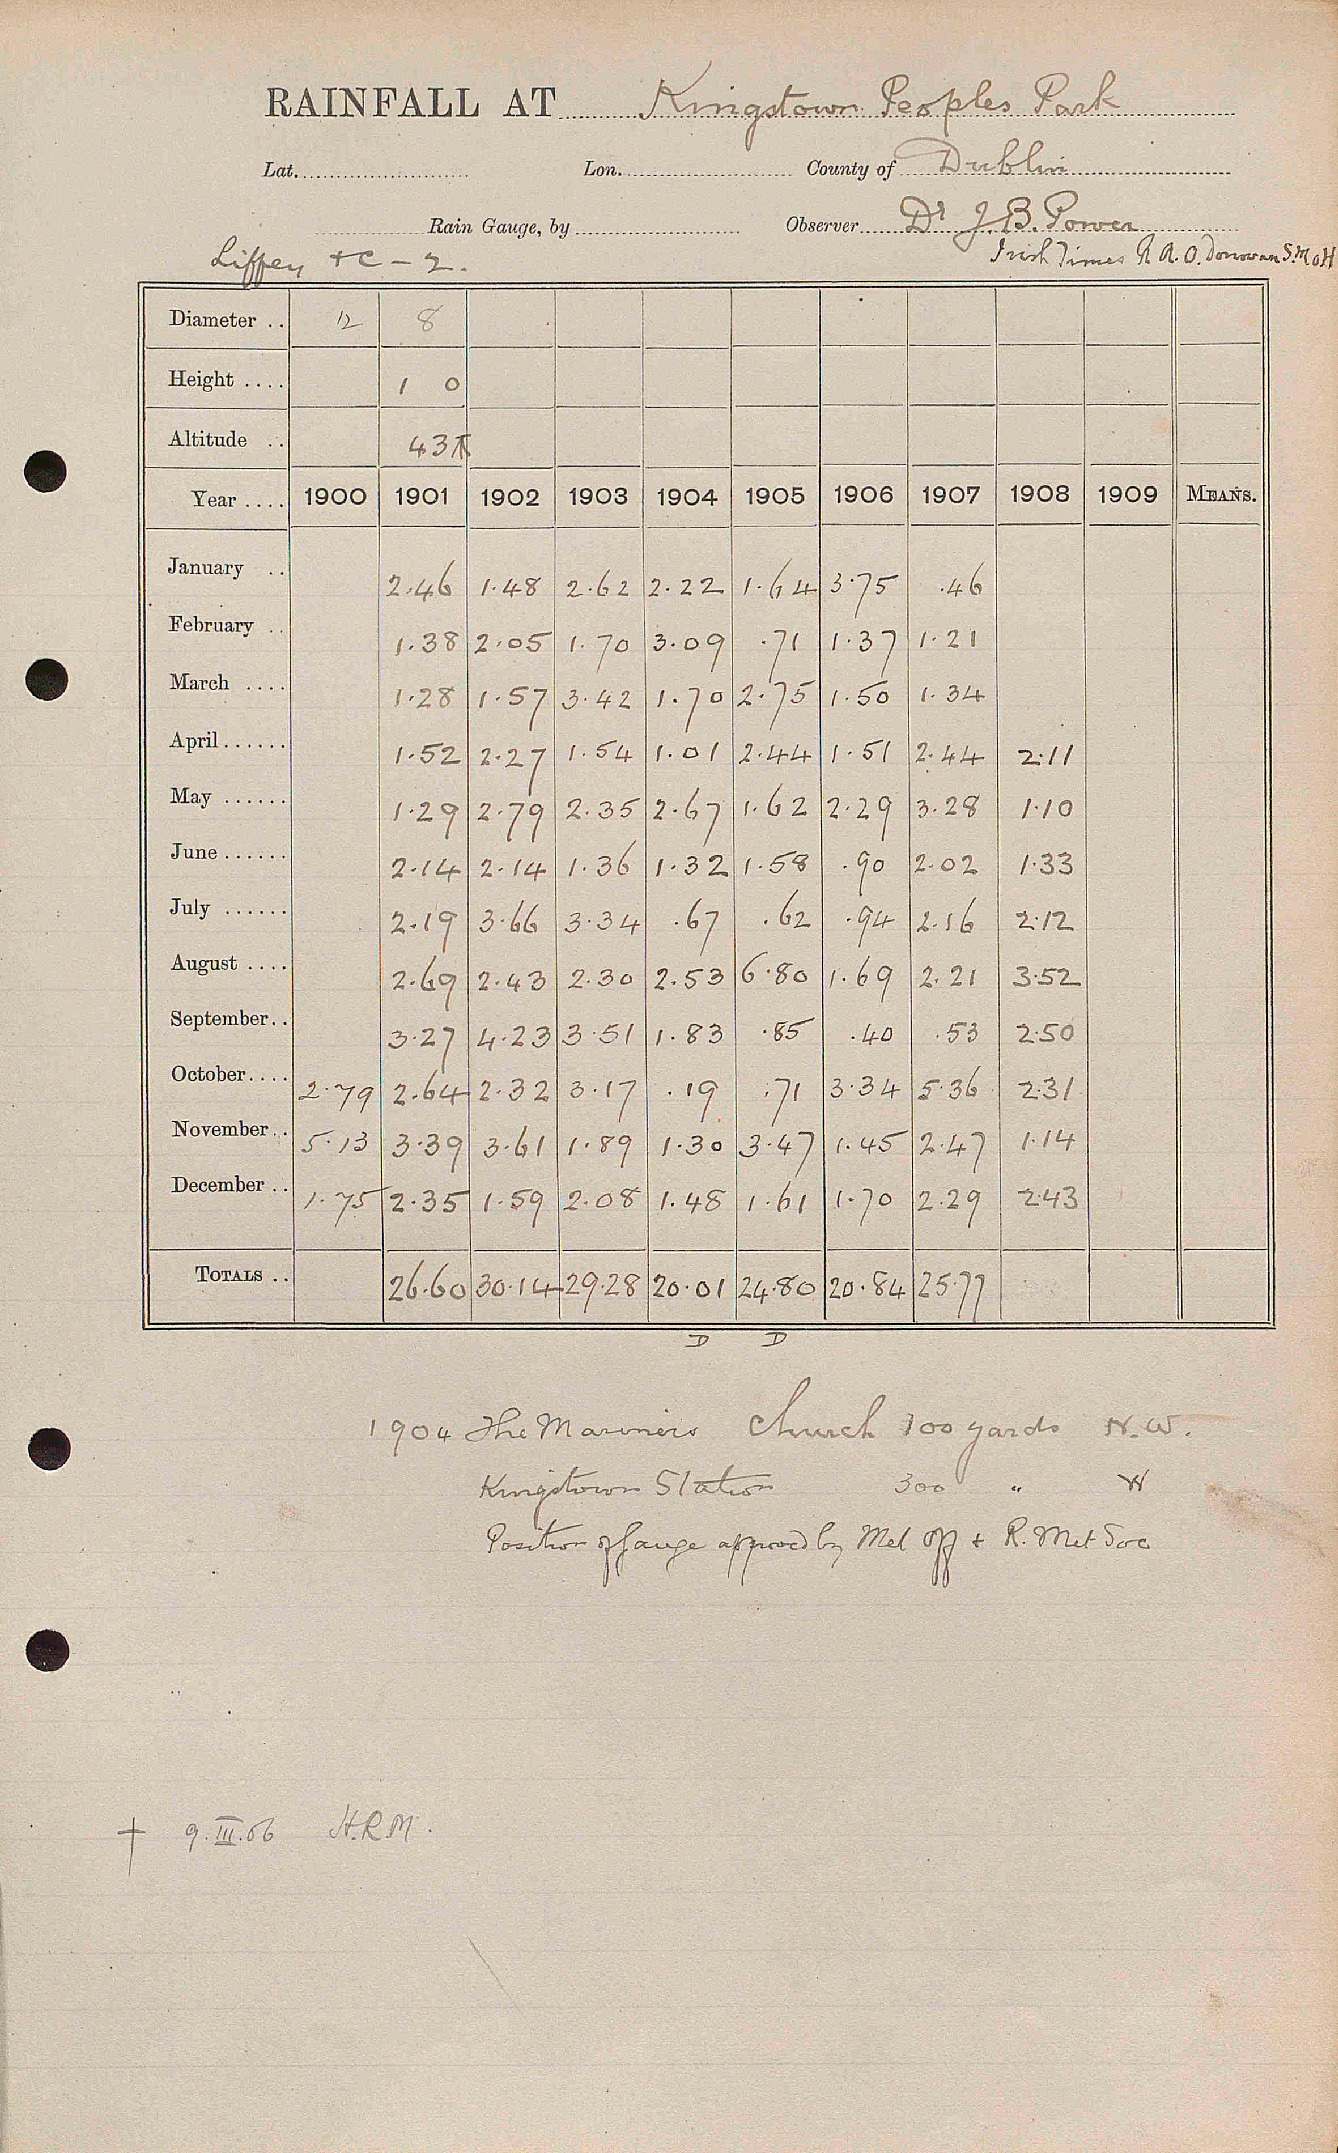 RAINFALL AT Kingstown Peoples Park
Lat. Lon. County of Dublin
Rain Gauge, by Observer Dr J. B. Power
Liffey &c – 2. Irish Times R A. O. Donovan S.M.oH
Diameter .. 12 8
Height .... 1 0
Altitude .. 43
Year .... 1900 1901 1902 1903 1904 1905 1906 1907 1908 1909 MEANS.
January .. 2.46 1.48 2.62 2.22 1.64 3.75 .46
February .. 1.38 2.05 1.70 3.09 .71 1.37 1.21
March .... 1.28 1.57 3.42 1.70 2.75 1.50 1.34
April...... 1.52 2.27 1.54 1.01 2.44 1.51 2.44 2.11
May ...... 1.29 2.79 2.35 2.67 1.62 2.29 3.28 1.10
June...... 2.14 2.14 1.36 1.32 1.58 .90 2.02 1.33
July ...... 2.19 3.66 3.34 .67 .62 .94 2.16 2.12
August .... 2.69 2.43 2.30 2.53 6.80 1.69 2.21 3.52
September.. 3.27 4.23 3.51 1.83 .85 .40 .53 2.50
October.... 2.79 2.64 2.32 3.17 .19 .71 3.34 5.36 2.31
November.. 5.13 3.39 3.61 1.89 1.30 3.47 1.45 2.47 1.14
December .. 1.75 2.35 1.59 2.08 1.48 1.61 1.70 2.29 2.43
TOTALS .. 26.60 30.14 29.28 20.01 24.80 20.84 25.77
D D
1904 The Mariners Church 100 yards N.W.
Kingstown Station 300 " W
Position of Gauge approved by Met Off + R. Met Soc
† 9.III.06 H.R.M.